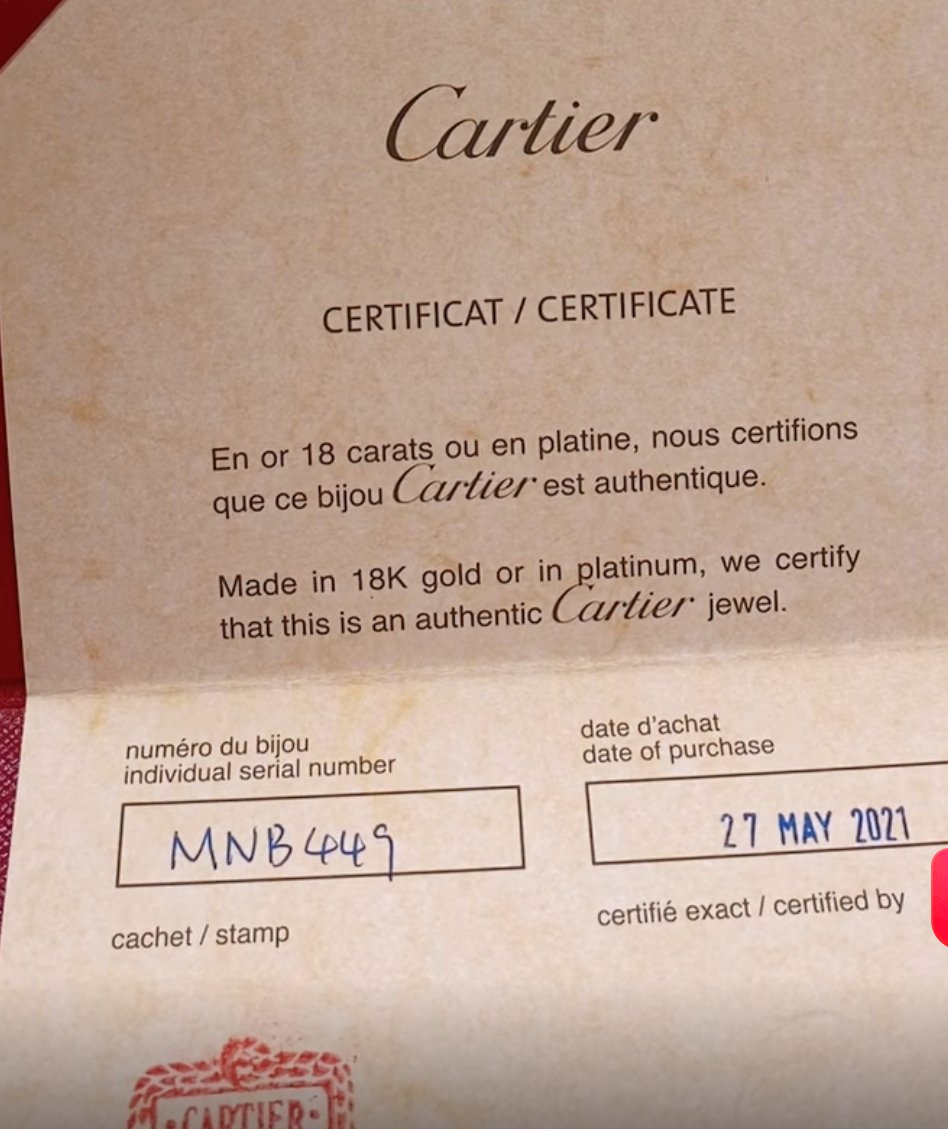 Cartier
CERTIFICAT / CERTIFICATE
En or 18 carats ou en platine, nous certifions
que ce bijou Cartier est authentique.
Made in 18K gold or in platinum, we certify
that this is an authentic Cartier jewel.
numéro du bijou
individual serial number
date d'achat
date of purchase
MNB449
27 MAY 2021
cachet / stamp
certifié exact / certified by
CARTIER